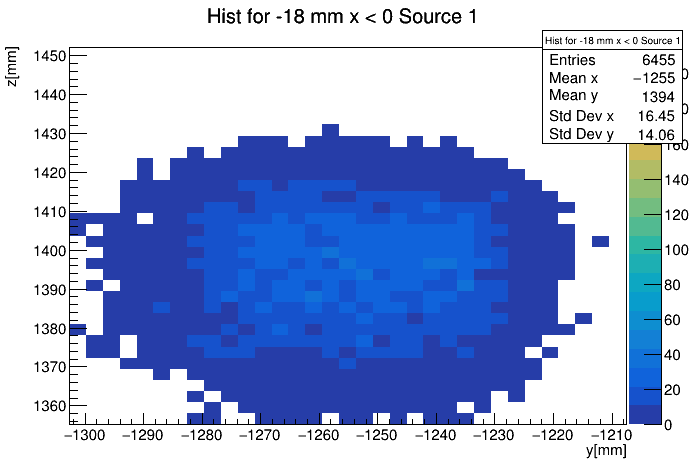 Hist for -18 mm x < 0 Source 1
Hist for -18 mm x < 0 Source 1
Entries 6455
Mean x −1255
Mean y 1394
Std Dev x 16.45
Std Dev y 14.06
z[mm]
1450
1440
1430
1420
1410
1400
1390
1380
1370
1360
160
140
120
100
80
60
40
20
0
−1300 −1290 −1280 −1270 −1260 −1250 −1240 −1230 −1220 −1210
y[mm]